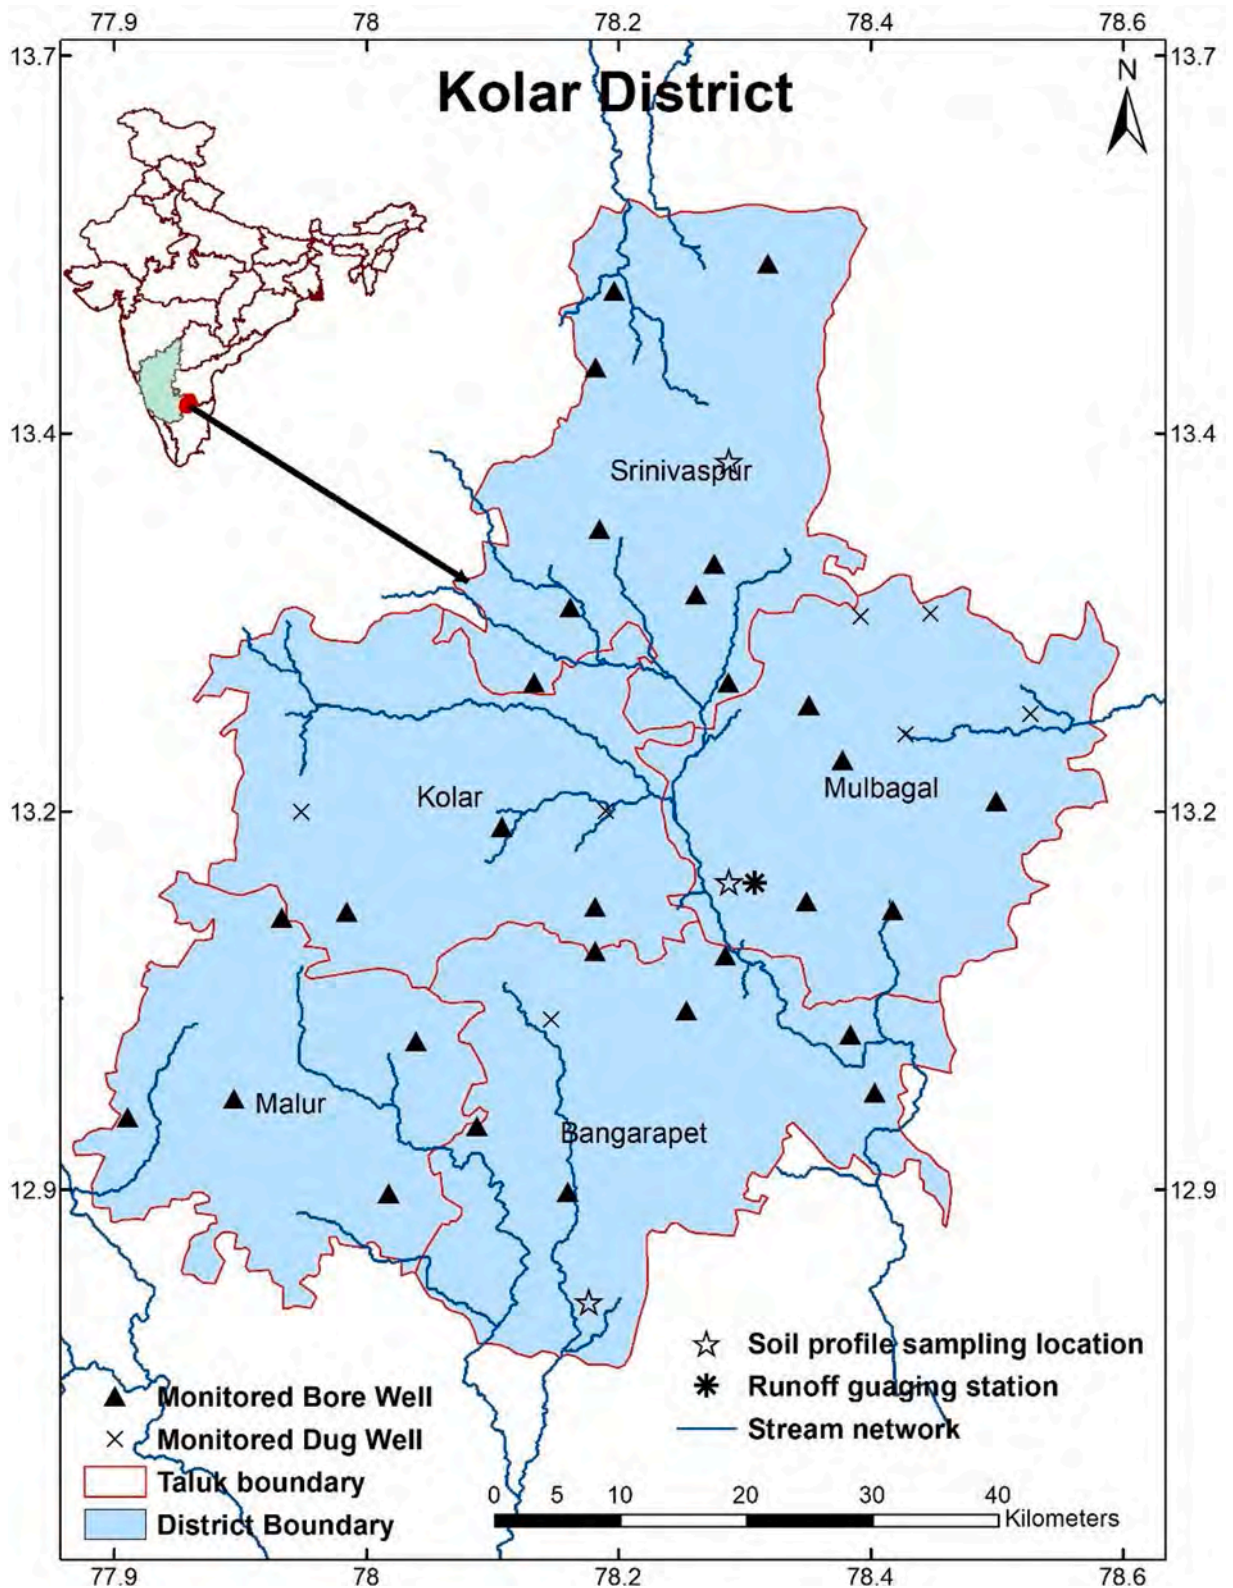 77.9 78 78.2 78.4 78.6
13.7 13.7
Kolar District
N
13.4 13.4
Srinivaspur
13.2 13.2
Kolar
Mulbagal
Malur
Bangarapet
12.9 12.9
Soil profile sampling location
Runoff guaging station
Stream network
Monitored Bore Well
Monitored Dug Well
Taluk boundary
District Boundary
0 5 10 20 30 40
Kilometers
77.9 78 78.2 78.4 78.6